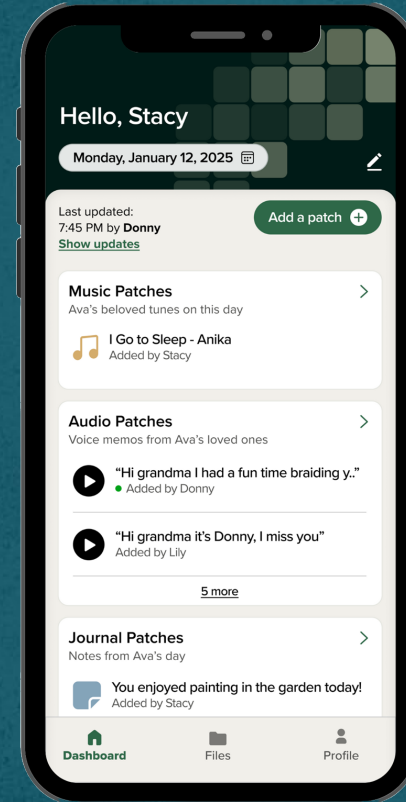 Hello, Stacy
Monday, January 12, 2025
Last updated:
7:45 PM by Donny
Show updates
Add a patch
Music Patches
Ava's beloved tunes on this day
I Go to Sleep - Anika
Added by Stacy
Audio Patches
Voice memos from Ava's loved ones
“Hi grandma I had a fun time braiding y..”
Added by Donny
“Hi grandma it's Donny, I miss you”
Added by Lily
5 more
Journal Patches
Notes from Ava's day
You enjoyed painting in the garden today!
Added by Stacy
Dashboard
Files
Profile